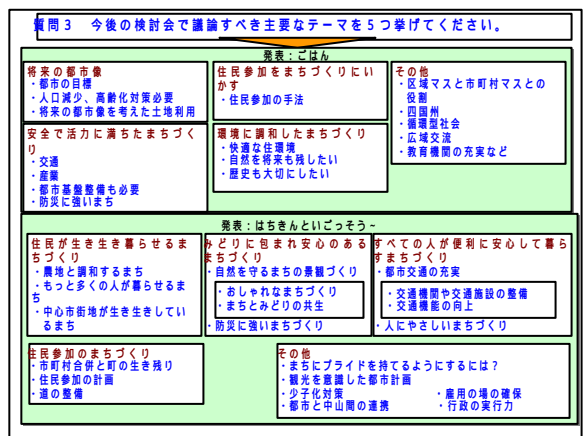 質問３　今後の検討会で議論すべき主要なテーマを５つ挙げてください。
発表：ごはん
将来の都市像
・都市の目標
・人口減少、高齢化対策必要
・将来の都市像を考えた土地利用
住民参加をまちづくりにい
かす
・住民参加の手法
その他
・区域マスと市町村マスとの
役割
・四国州
・循環型社会
・広域交流
・教育機関の充実など
安全で活力に満ちたまちづく
り
・交通
・産業
・都市基盤整備も必要
・防災に強いまち
環境に調和したまちづくり
・快適な住環境
・自然を将来も残したい
・歴史も大切にしたい
発表：はちきんといごっそう~
住民が生き生き暮らせるま
ちづくり
・農地と調和するまち
・もっと多くの人が暮らせるま
ち
・中心市街地が生き生きしてい
るまち
みどりに包まれ安心のある
まちづくり
・自然を守るまちの景観づくり
・おしゃれなまちづくり
・まちとみどりの共生
・防災に強いまちづくり
すべての人が便利に安心して暮ら
すまちづくり
・都市交通の充実
・交通機関や交通施設の整備
・交通機能の向上
・人にやさしいまちづくり
住民参加のまちづくり
・市町村合併と町の生き残り
・住民参加の計画
・道の整備
その他
・まちにプライドを持てるようにするには？
・観光を意識した都市計画
・少子化対策　・雇用の場の確保
・都市と中山間の連携　・行政の実行力